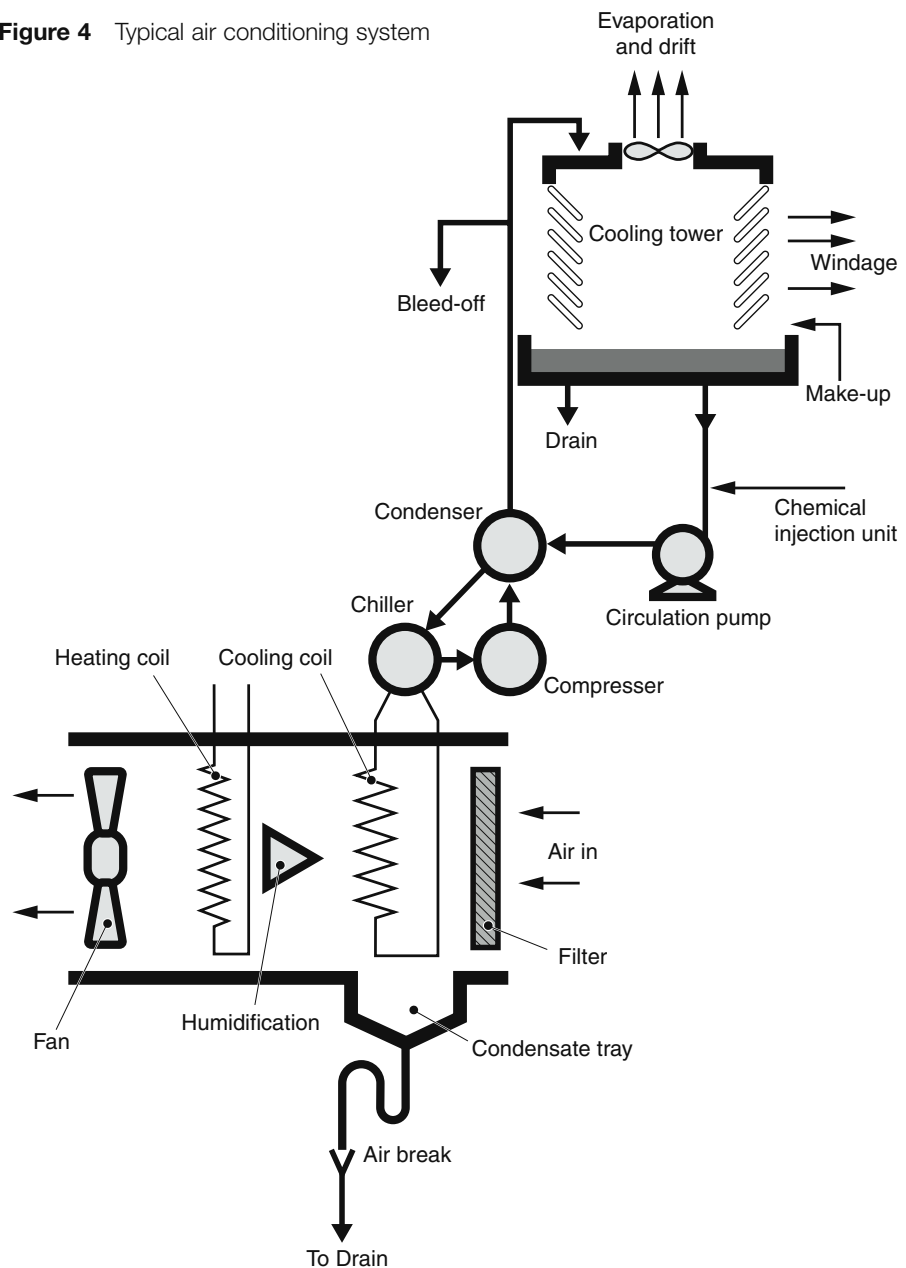 Figure 4 Typical air conditioning system
Evaporation
and drift
Cooling tower
Windage
Bleed-off
Make-up
Drain
Chemical
injection unit
Condenser
Circulation pump
Chiller
Compresser
Heating coil
Cooling coil
Air in
Filter
Fan
Humidification
Condensate tray
Air break
To Drain